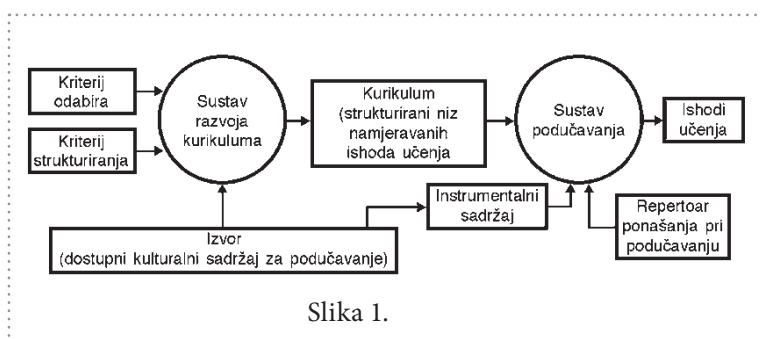 Kriterij
odabira
Kriterij
strukturiranja
Sustav
razvoja
kurikuluma
Kurikulum
(strukturirani niz
namjeravanih
ishoda učenja
Sustav
podučavanja
Ishodi
učenja
Instrumentalni
sadržaj
Repertoar
ponašanja pri
podučavanju
Izvor
(dostupni kulturalni sadržaj za podučavanje)
Slika 1.